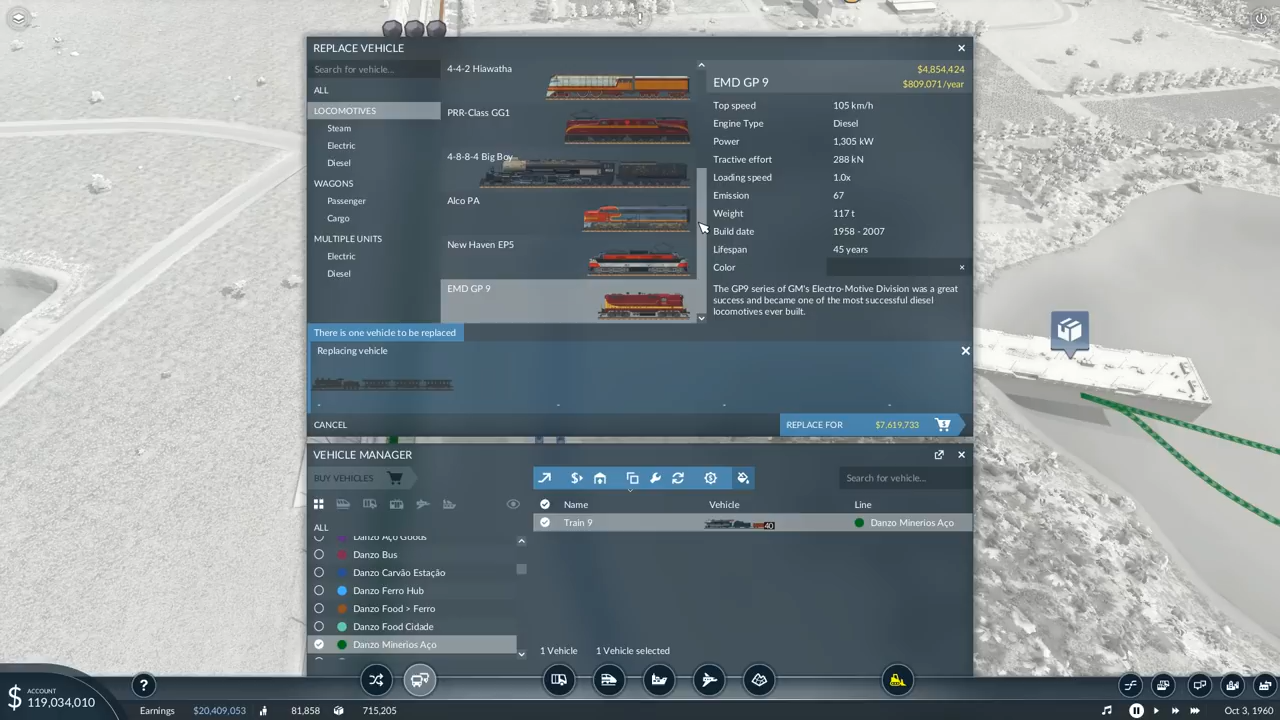 REPLACE VEHICLE
Search for vehicle...
ALL
LOCOMOTIVES
Steam
Electric
Diesel
WAGONS
Passenger
Cargo
MULTIPLE UNITS
Electric
Diesel
4-4-2 Hiawatha
PRR-Class GG1
4-8-8-4 Big Boy
Alco PA
New Haven EP5
EMD GP 9
EMD GP 9
$4,854,424
$809,071/year
Top speed 105 km/h
Engine Type Diesel
Power 1,305 kW
Tractive effort 288 kN
Loading speed 1.0x
Emission 67
Weight 117 t
Build date 1958 - 2007
Lifespan 45 years
Color
The GP9 series of GM's Electro-Motive Division was a great
success and became one of the most successful diesel
locomotives ever built.
There is one vehicle to be replaced
Replacing vehicle
- - - -
CANCEL
REPLACE FOR $7,619,733
VEHICLE MANAGER
BUY VEHICLES
Search for vehicle...
ALL
Danzo Aço Goods
Danzo Bus
Danzo Carvão Estação
Danzo Ferro Hub
Danzo Food > Ferro
Danzo Food Cidade
Danzo Minerios Aço
Name Vehicle Line
Train 9 40 Danzo Minerios Aço
1 Vehicle 1 Vehicle selected
$ ACCOUNT
119,034,010
?
Earnings $20,409,053 81,858 715,205
Oct 3, 1960